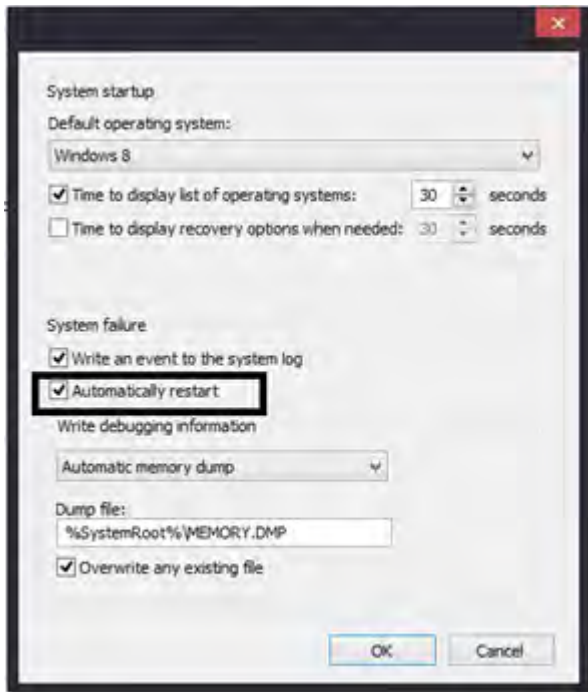 System startup
Default operating system:
Windows 8
Time to display list of operating systems: 30 seconds
Time to display recovery options when needed: 30 seconds
System failure
Write an event to the system log
Automatically restart
Write debugging information
Automatic memory dump
Dump file:
%SystemRoot%\MEMORY.DMP
Overwrite any existing file
OK Cancel